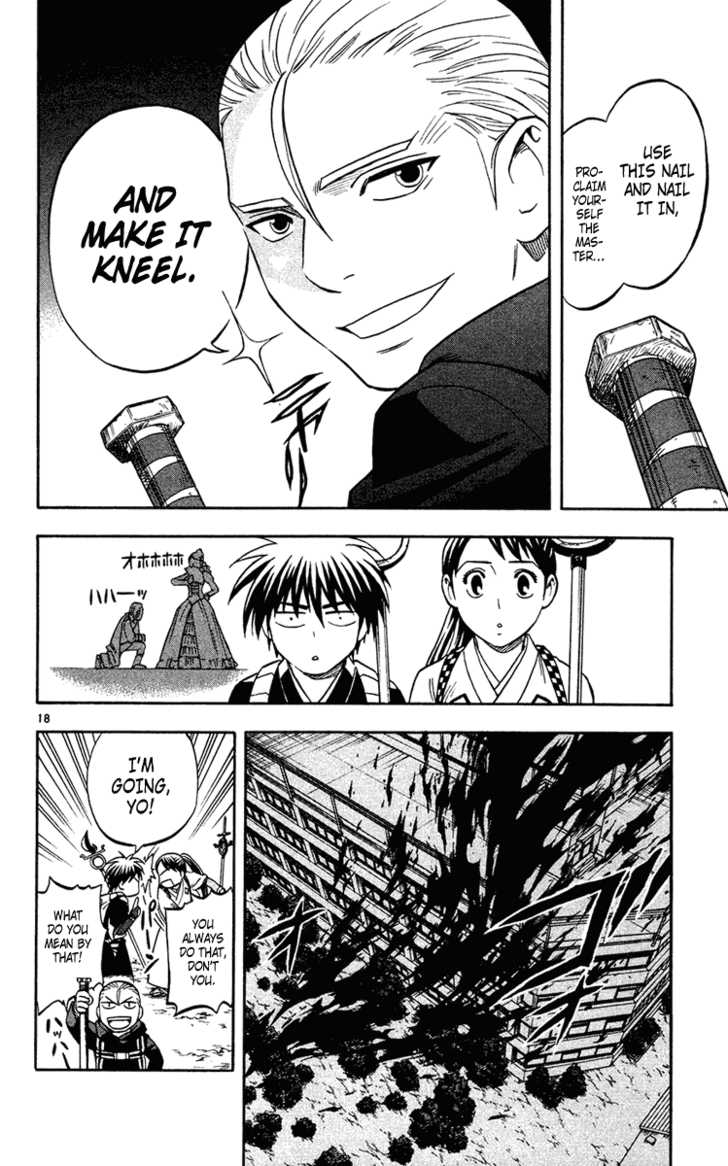 USE
THIS NAIL
AND NAIL
IT IN,
PRO-
CLAIM
YOUR-
SELF
THE
MAS-
TER...
AND
MAKE IT
KNEEL.
オホホホホ
ハハーッ
18
I'M
GOING,
YO!
YOU
ALWAYS
DO THAT,
DON'T
YOU.
WHAT
DO YOU
MEAN BY
THAT!